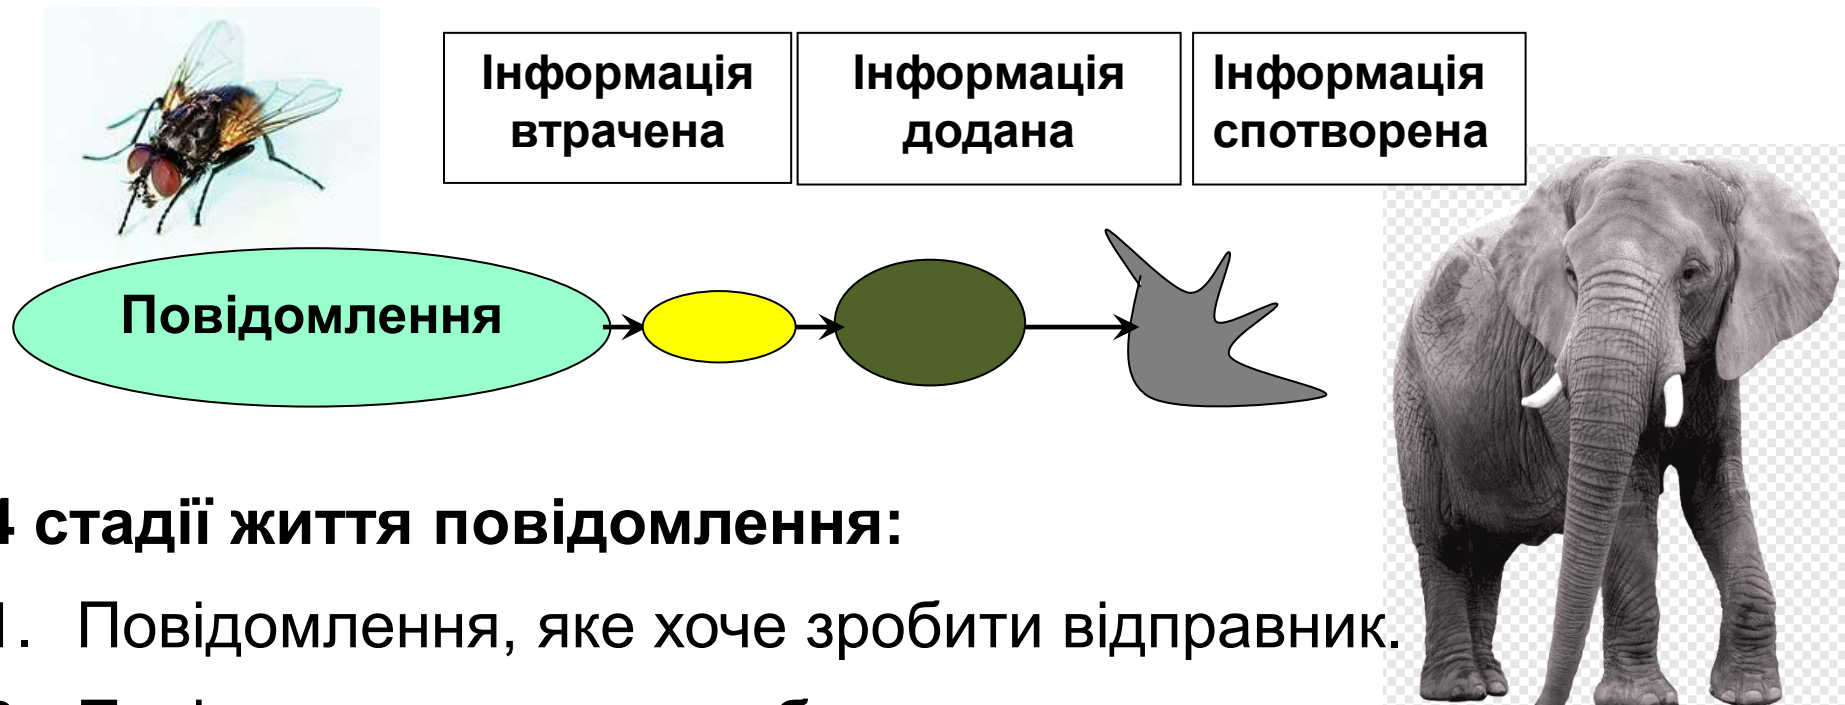 Інформація
втрачена
Інформація
додана
Інформація
спотворена
Повідомлення
4 стадії життя повідомлення:
1. Повідомлення, яке хоче зробити відправник.